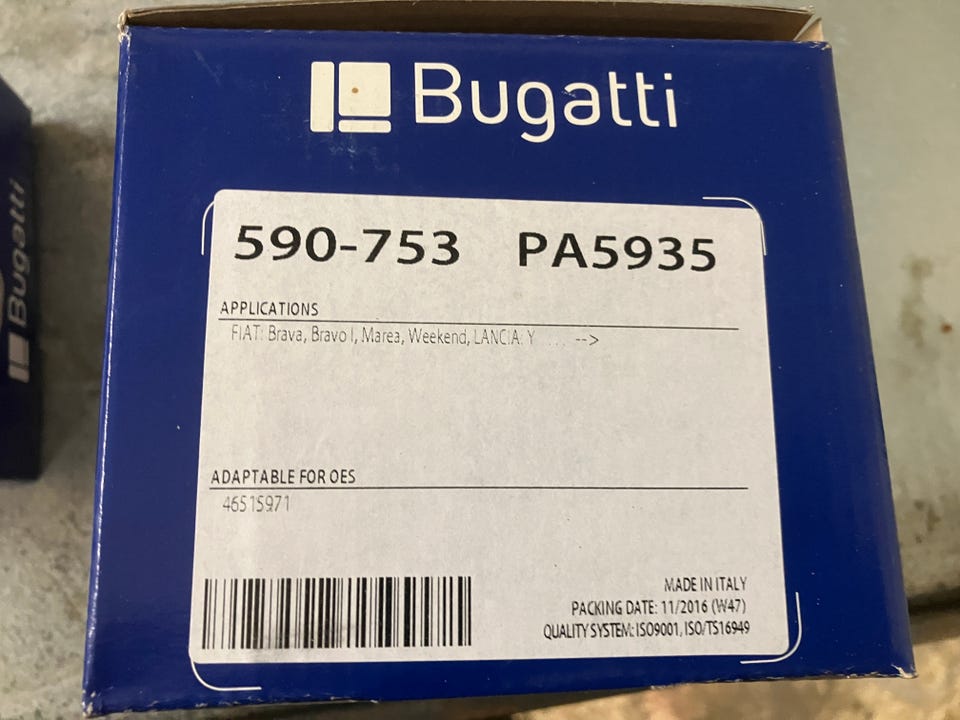 Bugatti
590-753 PA5935
APPLICATIONS
FIAT: Brava, Bravo I, Marea, Weekend, LANCIA: Y .... -->
ADAPTABLE FOR OES
46515971
MADE IN ITALY
PACKING DATE: 11/2016 (W47)
QUALITY SYSTEM: ISO9001, ISO/TS16949
Bugatti